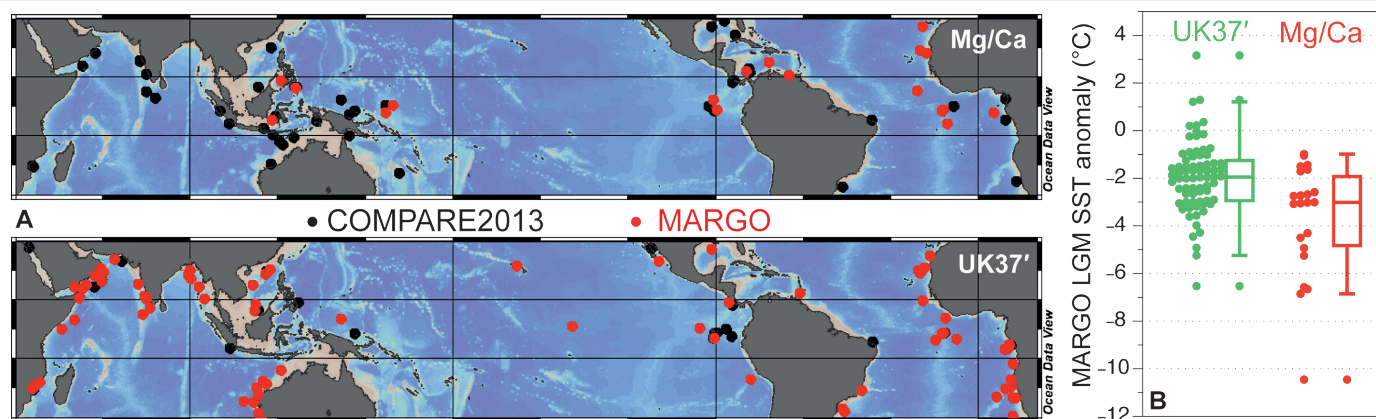 Mg/Ca
Ocean Data View
A
COMPARE2013
MARGO
UK37′
Ocean Data View
MARGO LGM SST anomaly (°C)
UK37′
Mg/Ca
4
2
0
−2
−4
−6
−8
−10
−12
B